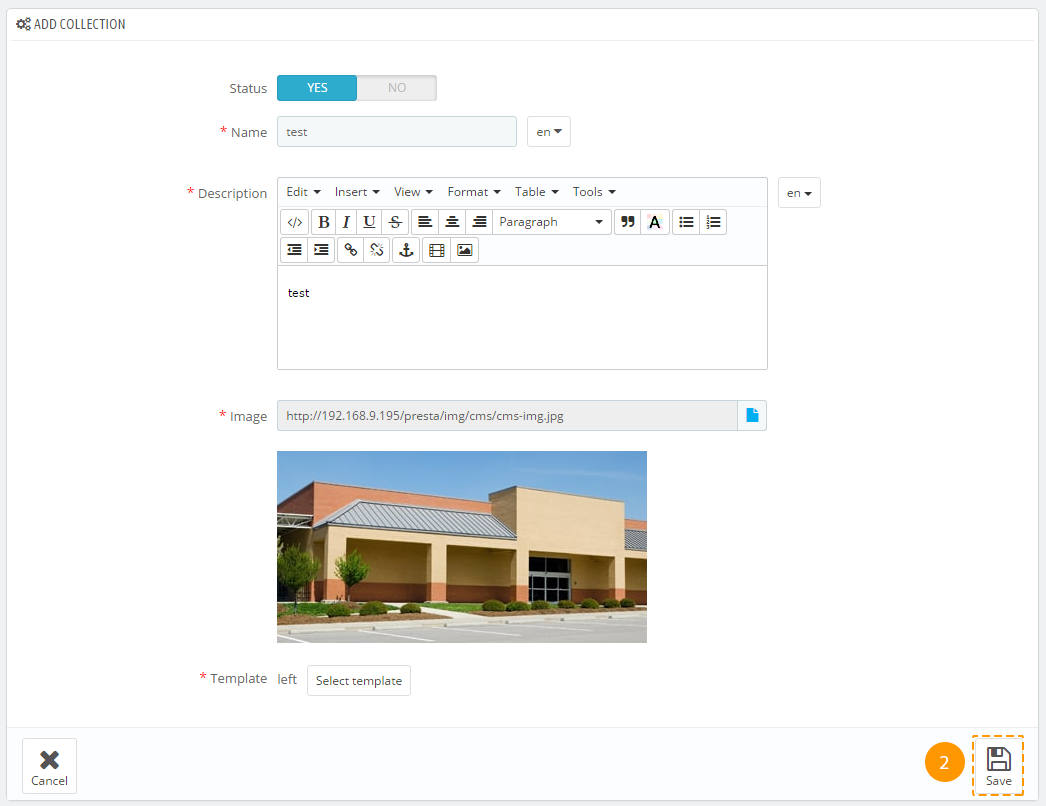 ADD COLLECTION
Status YES NO
* Name test en
* Description Edit Insert View Format Table Tools en
</> B I U S Paragraph A
test
* Image http://192.168.9.195/presta/img/cms/cms-img.jpg
* Template left Select template
Cancel 2 Save